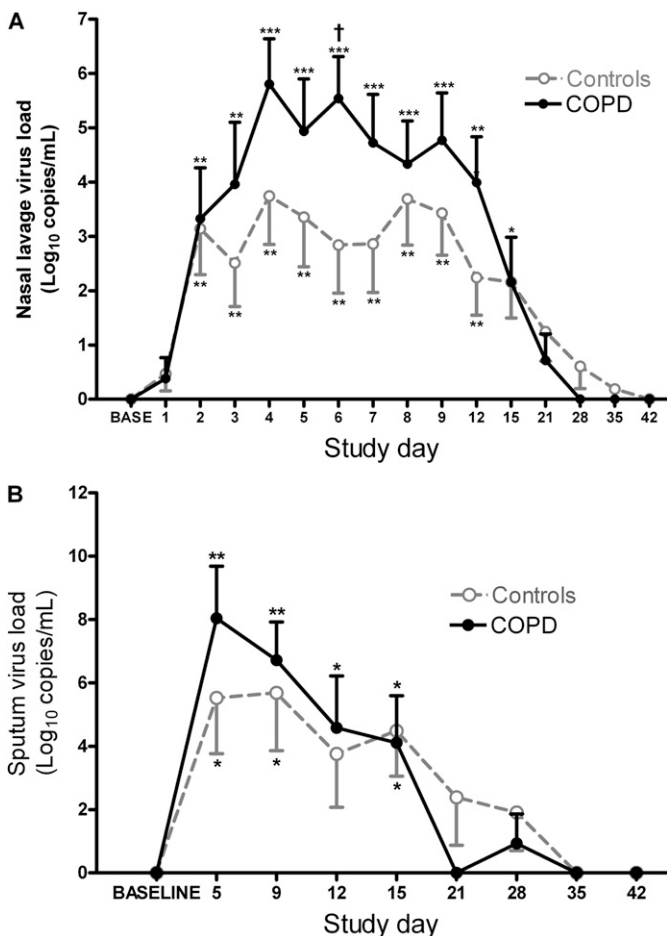 A
Nasal lavage virus load
(Log10 copies/mL)
7
6
5
4
3
2
1
0
†
*** *** *** *** *** ***
** ** **
*
** ** ** ** ** ** ** ** **
Controls
COPD
BASE 1 2 3 4 5 6 7 8 9 12 15 21 28 35 42
Study day
B
Sputum virus load
(Log10 copies/mL)
12
10
8
6
4
2
0
** **
* *
* * *
Controls
COPD
BASELINE 5 9 12 15 21 28 35 42
Study day